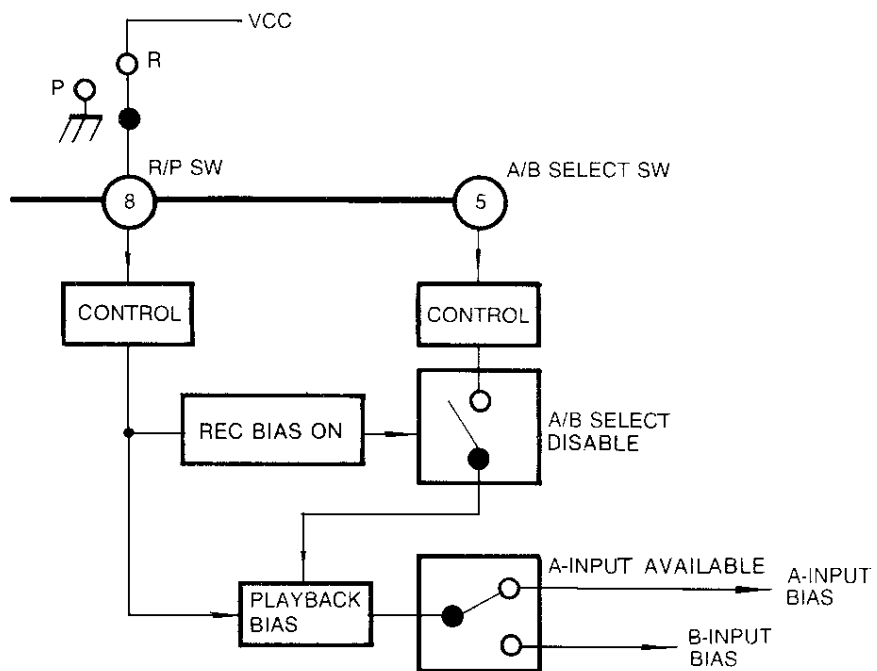 VCC
R
P
R/P SW
A/B SELECT SW
8
5
CONTROL
CONTROL
REC BIAS ON
A/B SELECT
DISABLE
A-INPUT AVAILABLE
A-INPUT
BIAS
PLAYBACK
BIAS
B-INPUT
BIAS